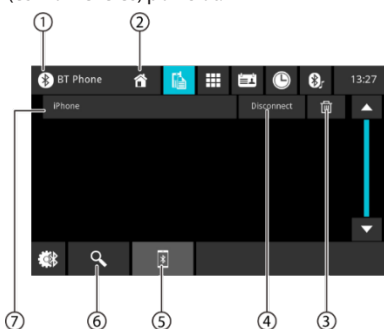 ① ②
BT Phone 13:27
iPhone Disconnect
⑦ ⑥ ⑤ ④ ③